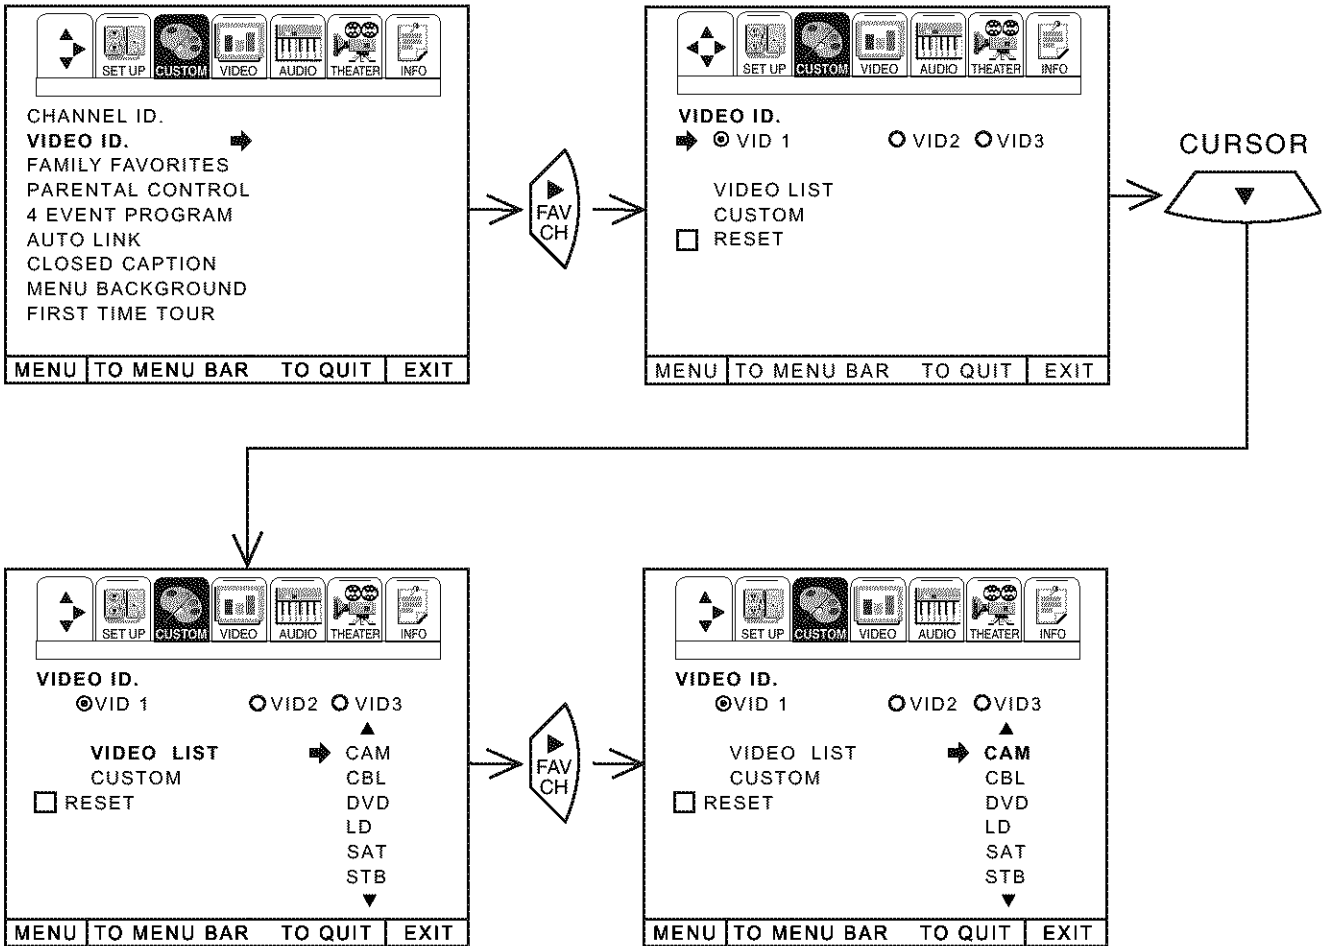 SET UP CUSTOM VIDEO AUDIO THEATER INFO
CHANNEL ID.
VIDEO ID.
FAMILY FAVORITES
PARENTAL CONTROL
4 EVENT PROGRAM
AUTO LINK
CLOSED CAPTION
MENU BACKGROUND
FIRST TIME TOUR
MENU TO MENU BAR TO QUIT EXIT
FAV
CH
SET UP CUSTOM VIDEO AUDIO THEATER INFO
VIDEO ID.
VID 1 VID2 VID3
VIDEO LIST
CUSTOM
RESET
MENU TO MENU BAR TO QUIT EXIT
CURSOR
SET UP CUSTOM VIDEO AUDIO THEATER INFO
VIDEO ID.
VID 1 VID2 VID3
VIDEO LIST CAM
CUSTOM CBL
RESET DVD
LD
SAT
STB
MENU TO MENU BAR TO QUIT EXIT
FAV
CH
SET UP CUSTOM VIDEO AUDIO THEATER INFO
VIDEO ID.
VID 1 VID2 VID3
VIDEO LIST CAM
CUSTOM CBL
RESET DVD
LD
SAT
STB
MENU TO MENU BAR TO QUIT EXIT